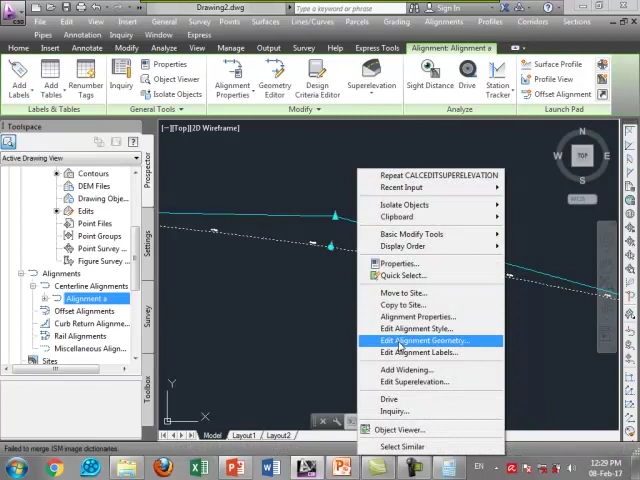 Drawing2.dwg
Type a keyword or phrase
Sign In
File Edit View Insert General Survey Points Surfaces Lines/Curves Parcels Grading Alignments Profiles Corridors Sections
Pipes Annotation Inquiry Window Express
Home Insert Annotate Modify Analyze View Manage Output Survey Help Express Tools Alignment: Alignment a
Add
Labels
Add
Tables
Renumber
Tags
Inquiry
Properties
Object Viewer
Isolate Objects
Alignment
Properties
Geometry
Editor
Design
Criteria Editor
Superelevation
Sight Distance
Drive
Station
Tracker
Surface Profile
Profile View
Offset Alignment
Labels & Tables
General Tools
Modify
Analyze
Launch Pad
Toolspace
Active Drawing View
Contours
DEM Files
Drawing Obje...
Edits
Point Files
Point Groups
Point Survey ...
Figure Survey...
Alignments
Centerline Alignments
Alignment a
Offset Alignments
Curb Return Alignm...
Rail Alignments
Miscellaneous Align...
Sites
Prospector
Settings
Survey
Toolbox
[−][Top][2D Wireframe]
N
W
TOP
E
S
Y
X
Repeat CALCEDITSUPERELEVATION
Recent Input
Isolate Objects
Clipboard
Basic Modify Tools
Display Order
Properties...
Quick Select...
Move to Site...
Copy to Site...
Alignment Properties...
Edit Alignment Style...
Edit Alignment Geometry...
Edit Alignment Labels...
Add Widening...
Edit Superelevation...
Drive
Inquiry...
Object Viewer...
Select Similar
Model Layout1 Layout2
Failed to merge ISM image dictionaries.
EN
12:29 PM
08-Feb-17